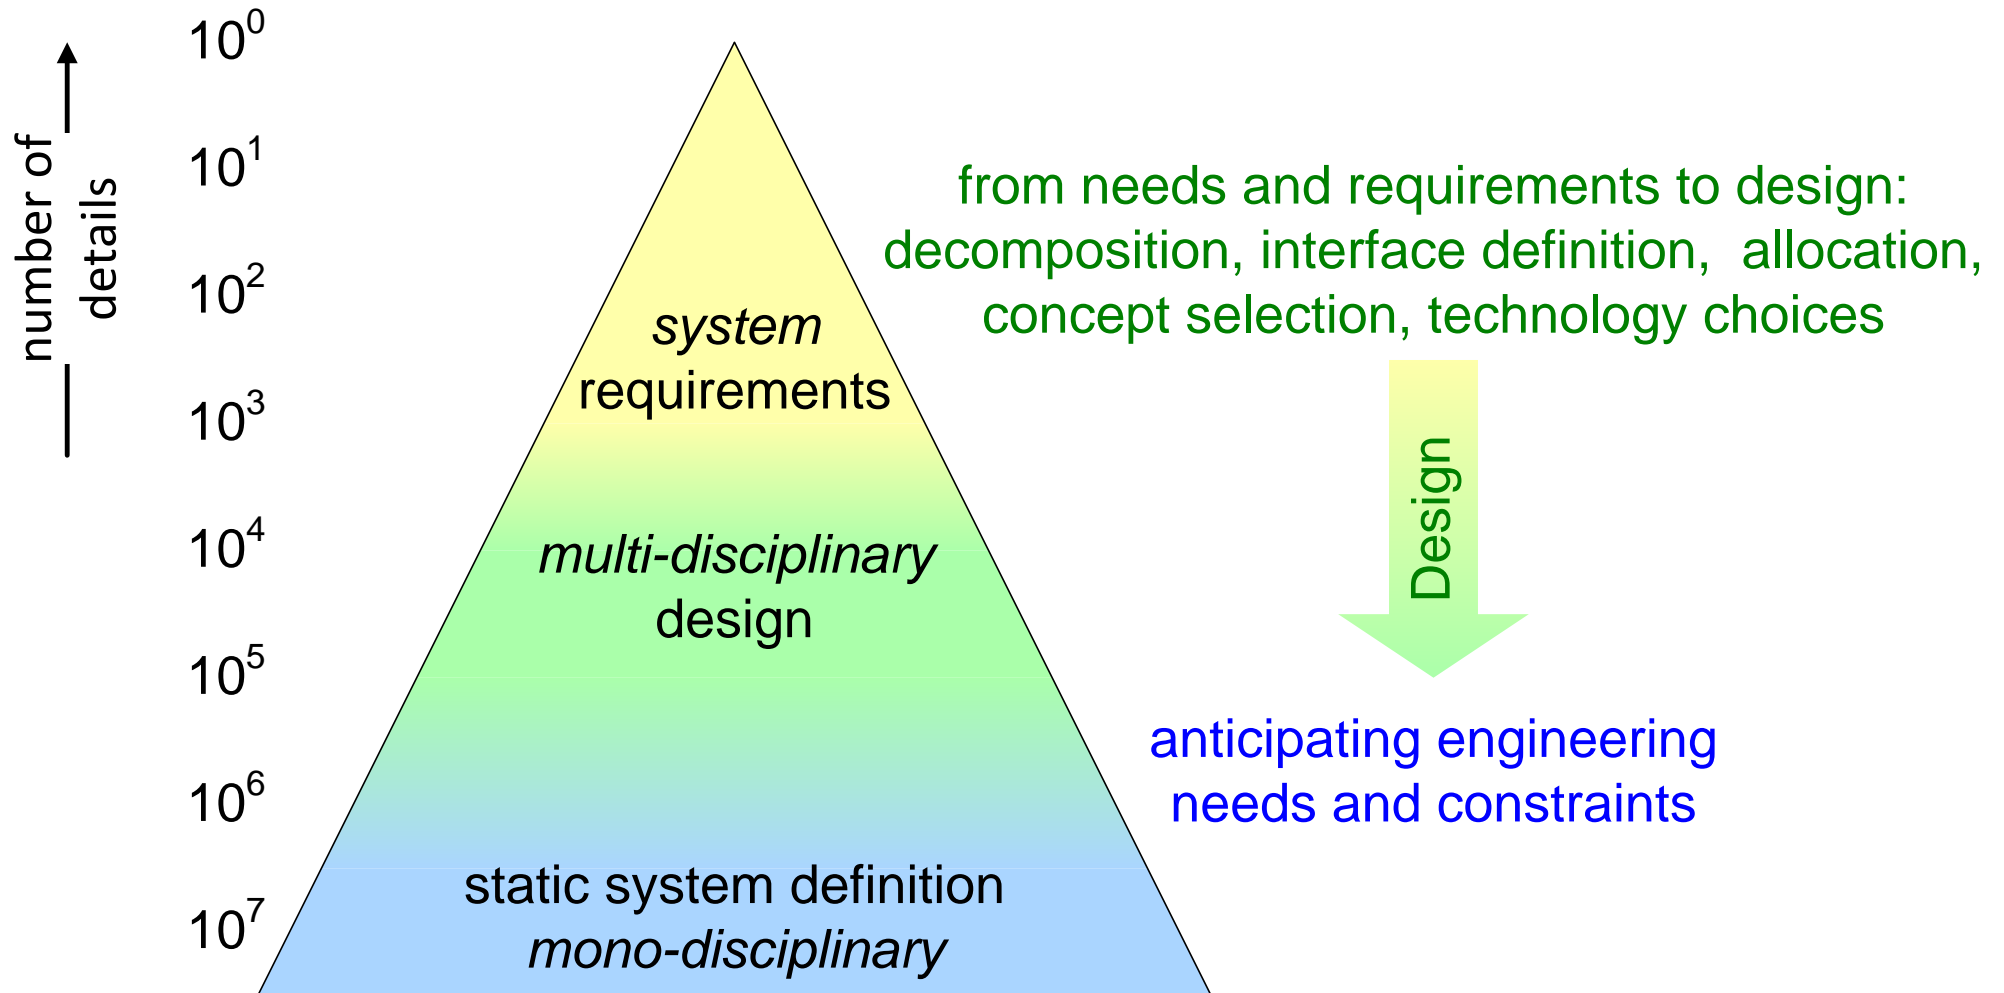 number of
details
10^0
10^1
10^2
10^3
10^4
10^5
10^6
10^7
system
requirements
multi-disciplinary
design
static system definition
mono-disciplinary
from needs and requirements to design:
decomposition, interface definition, allocation,
concept selection, technology choices
Design
anticipating engineering
needs and constraints